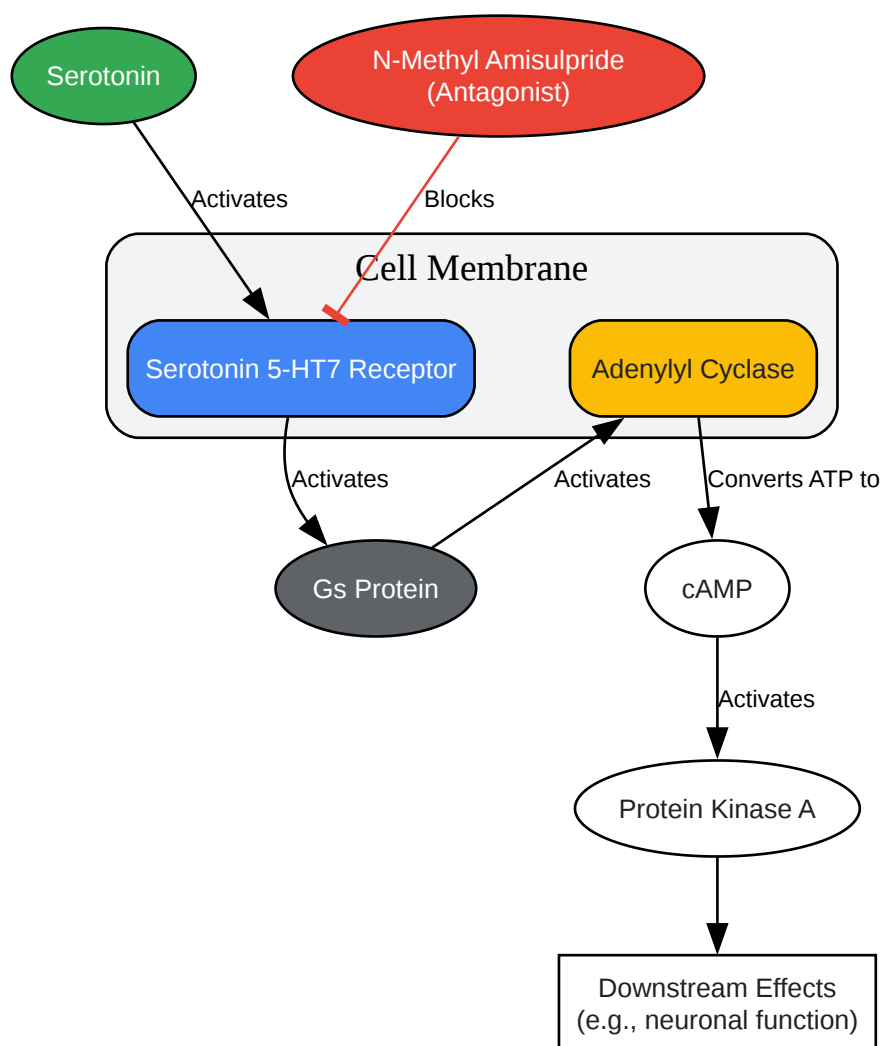 Serotonin
N-Methyl Amisulpride
(Antagonist)
Activates
Blocks
Cell Membrane
Serotonin 5-HT7 Receptor
Adenylyl Cyclase
Activates
Activates
Converts ATP to
Gs Protein
cAMP
Activates
Protein Kinase A
Downstream Effects
(e.g., neuronal function)